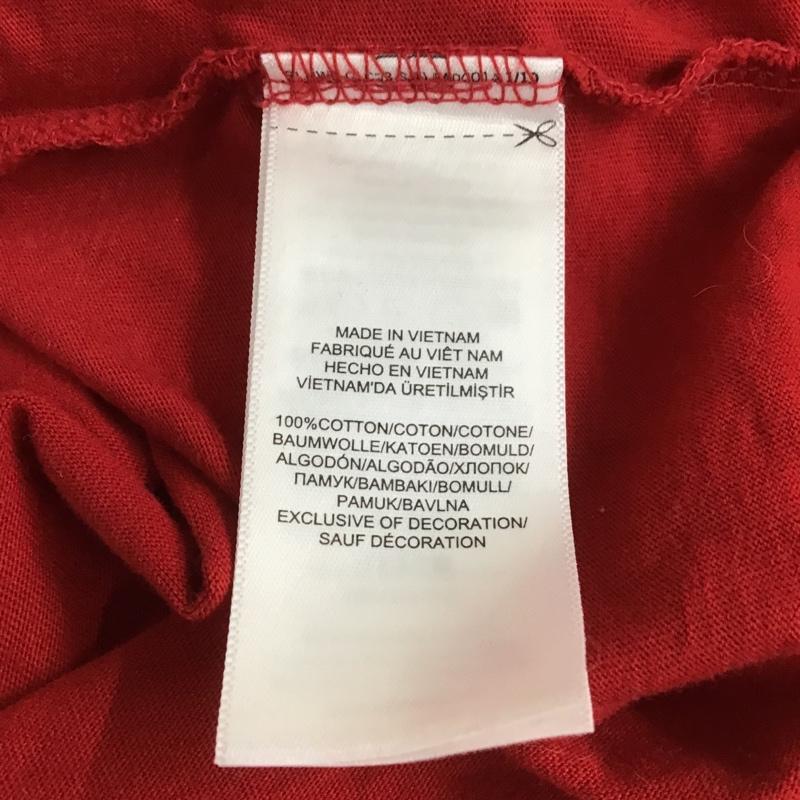 MADE IN VIETNAM
FABRIQUÉ AU VIÊT NAM
HECHO EN VIETNAM
VİETNAM'DA ÜRETİLMİŞTİR
100%COTTON/COTON/COTONE/
BAUMWOLLE/KATOEN/BOMULD/
ALGODÓN/ALGODÃO/ХЛОПОК/
ПАМУК/BAMBAKI/BOMULL/
PAMUK/BAVLNA
EXCLUSIVE OF DECORATION/
SAUF DÉCORATION